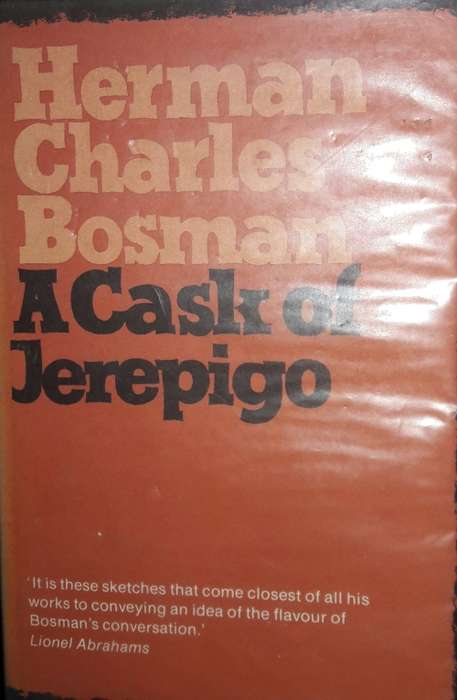 Herman
Charles
Bosman
A Cask of
Jerepigo
'It is these sketches that come closest of all his
works to conveying an idea of the flavour of
Bosman's conversation.'
Lionel Abrahams